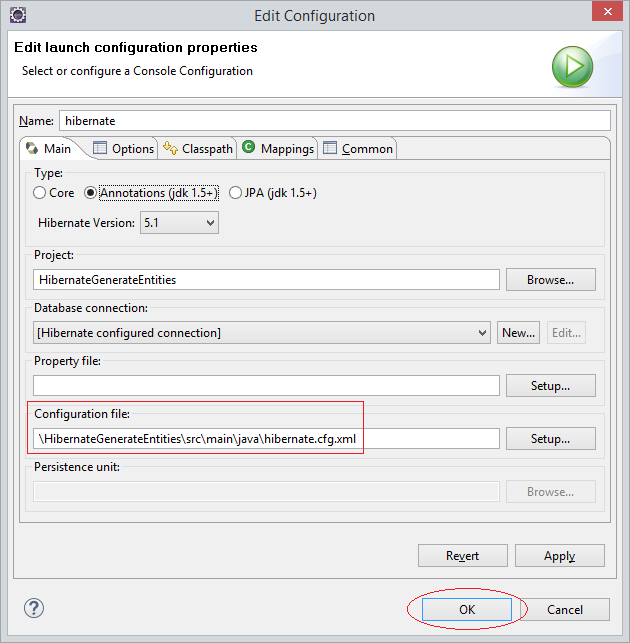 Edit Configuration
Edit launch configuration properties
Select or configure a Console Configuration
Name: hibernate
Main Options Classpath Mappings Common
Type:
Core Annotations (jdk 1.5+) JPA (jdk 1.5+)
Hibernate Version: 5.1
Project:
HibernateGenerateEntities Browse...
Database connection:
[Hibernate configured connection] New... Edit...
Property file:
Setup...
Configuration file:
\HibernateGenerateEntities\src\main\java\hibernate.cfg.xml Setup...
Persistence unit:
Browse...
Revert Apply
OK Cancel